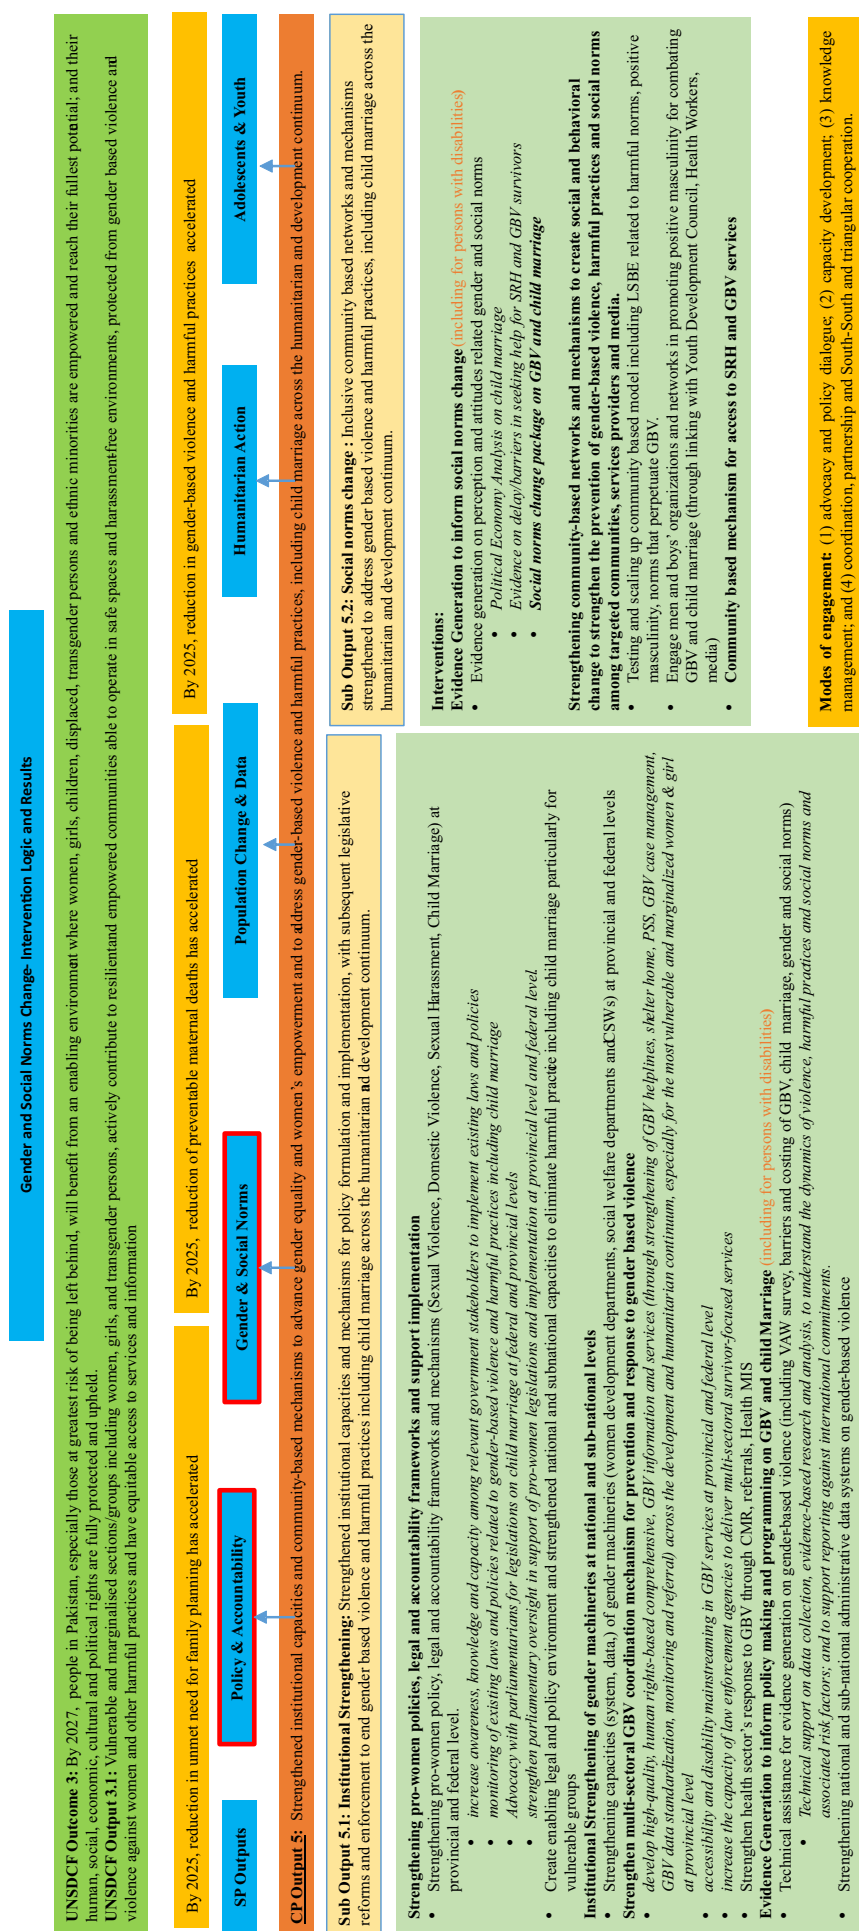 Gender and Social Norms Change- Intervention Logic and Results
UNSDCF Outcome 3: By 2027, people in Pakistan, especially those at greatest risk of being left behind, will benefit from an enabling environment where women, girls, children, displaced, transgender persons and ethnic minorities are empowered and reach their fullest potential; and their
human, social, economic, cultural and political rights are fully protected and upheld.
UNSDCF Output 3.1: Vulnerable and marginalised sections/groups including women, girls, and transgender persons, actively contribute to resilient and empowered communities able to operate in safe spaces and harassment-free environments, protected from gender based violence and
violence against women and other harmful practices and have equitable access to services and information
By 2025, reduction in unmet need for family planning has accelerated
By 2025, reduction of preventable maternal deaths has accelerated
By 2025, reduction in gender-based violence and harmful practices accelerated
SP Outputs
Policy & Accountability
Gender & Social Norms
Population Change & Data
Humanitarian Action
Adolescents & Youth
CP Output 5: Strengthened institutional capacities and community-based mechanisms to advance gender equality and women's empowerment and to address gender-based violence and harmful practices, including child marriage across the humanitarian and development continuum.
Sub Output 5.1: Institutional Strengthening: Strengthened institutional capacities and mechanisms for policy formulation and implementation, with subsequent legislative
reforms and enforcement to end gender based violence and harmful practices including child marriage across the humanitarian and development continuum.
Strengthening pro-women policies, legal and accountability frameworks and support implementation
• Strengthening pro-women policy, legal and accountability frameworks and mechanisms (Sexual Violence, Domestic Violence, Sexual Harassment, Child Marriage) at
provincial and federal level.
• increase awareness, knowledge and capacity among relevant government stakeholders to implement existing laws and policies
• monitoring of existing laws and policies related to gender-based violence and harmful practices including child marriage
• Advocacy with parliamentarians for legislations on child marriage at federal and provincial levels
• strengthen parliamentary oversight in support of pro-women legislations and implementation at provincial level and federal level.
• Create enabling legal and policy environment and strengthened national and subnational capacities to eliminate harmful practice including child marriage particularly for
vulnerable groups
Institutional Strengthening of gender machineries at national and sub-national levels
• Strengthening capacities (system, data,) of gender machineries (women development departments, social welfare departments and CSWs) at provincial and federal levels
Strengthen multi-sectoral GBV coordination mechanism for prevention and response to gender based violence
• develop high-quality, human rights-based comprehensive, GBV information and services (through strengthening of GBV helplines, shelter home, PSS, GBV case management,
GBV data standardization, monitoring and referral) across the development and humanitarian continuum, especially for the most vulnerable and marginalized women & girl
at provincial level
• accessibility and disability mainstreaming in GBV services at provincial and federal level
• increase the capacity of law enforcement agencies to deliver multi-sectoral survivor-focused services
• Strengthen health sector's response to GBV through CMR, referrals, Health MIS
Evidence Generation to inform policy making and programming on GBV and child Marriage (including for persons with disabilities)
• Technical assistance for evidence generation on gender-based violence (including VAW survey, barriers and costing of GBV, child marriage, gender and social norms)
• Technical support on data collection, evidence-based research and analysis, to understand the dynamics of violence, harmful practices and social norms and
associated risk factors; and to support reporting against international commitments.
• Strengthening national and sub-national administrative data systems on gender-based violence
Sub Output 5.2: Social norms change : Inclusive community based networks and mechanisms
strengthened to address gender based violence and harmful practices, including child marriage across the
humanitarian and development continuum.
Interventions:
Evidence Generation to inform social norms change (including for persons with disabilities)
• Evidence generation on perception and attitudes related gender and social norms
• Political Economy Analysis on child marriage
• Evidence on delay/barriers in seeking help for SRH and GBV survivors
• Social norms change package on GBV and child marriage
Strengthening community-based networks and mechanisms to create social and behavioral
change to strengthen the prevention of gender-based violence, harmful practices and social norms
among targeted communities, services providers and media.
• Testing and scaling up community based model including LSBE related to harmful norms, positive
masculinity, norms that perpetuate GBV.
• Engage men and boys' organizations and networks in promoting positive masculinity for combating
GBV and child marriage (through linking with Youth Development Council, Health Workers,
media)
• Community based mechanism for access to SRH and GBV services
Modes of engagement: (1) advocacy and policy dialogue; (2) capacity development; (3) knowledge
management; and (4) coordination, partnership and South-South and triangular cooperation.